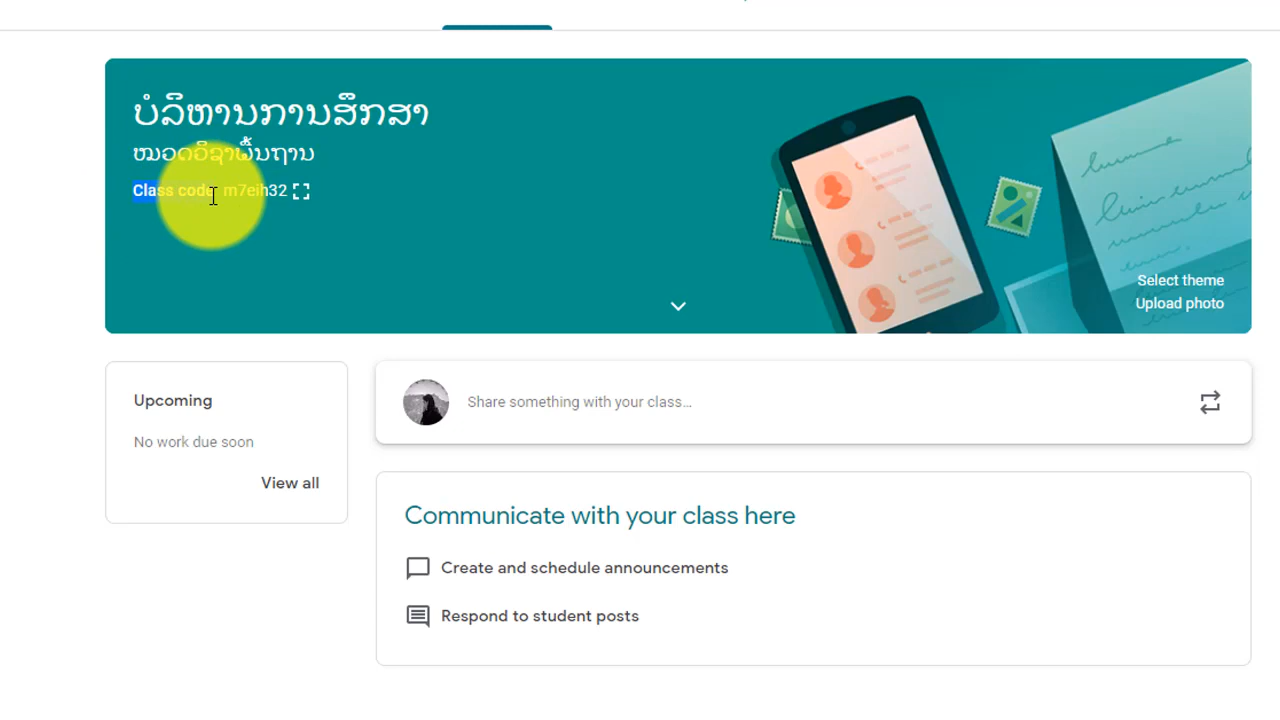 ບໍລິຫານການສຶກສາ
ໝວດວິຊາພື້ນຖານ
Class code: m7eih32
Select theme
Upload photo
Upcoming
No work due soon
View all
Share something with your class...
Communicate with your class here
Create and schedule announcements
Respond to student posts